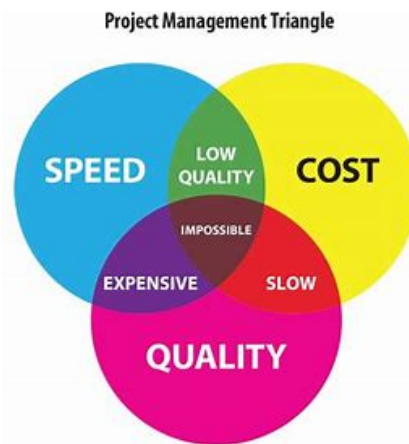 Project Management Triangle
SPEED
LOW
QUALITY
COST
IMPOSSIBLE
EXPENSIVE
SLOW
QUALITY